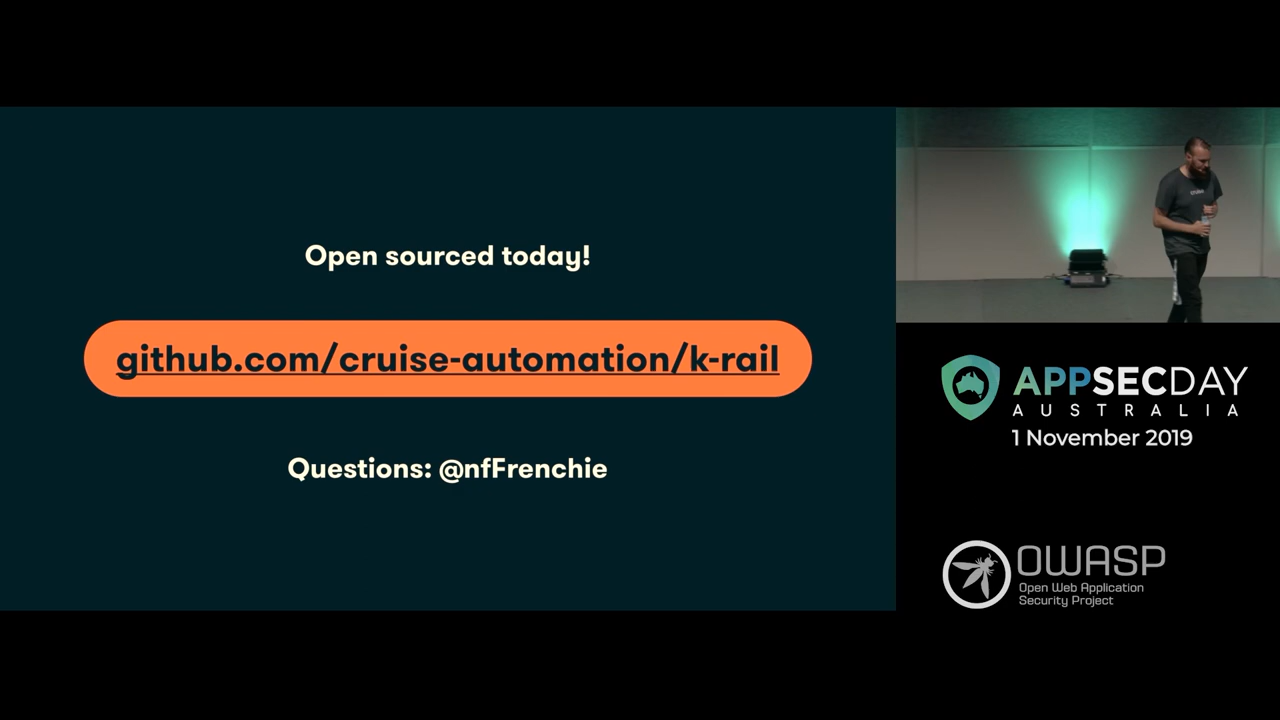 Open sourced today!
github.com/cruise-automation/k-rail
Questions: @nfFrenchie
APPSECDAY
AUSTRALIA
1 November 2019
OWASP
Open Web Application
Security Project